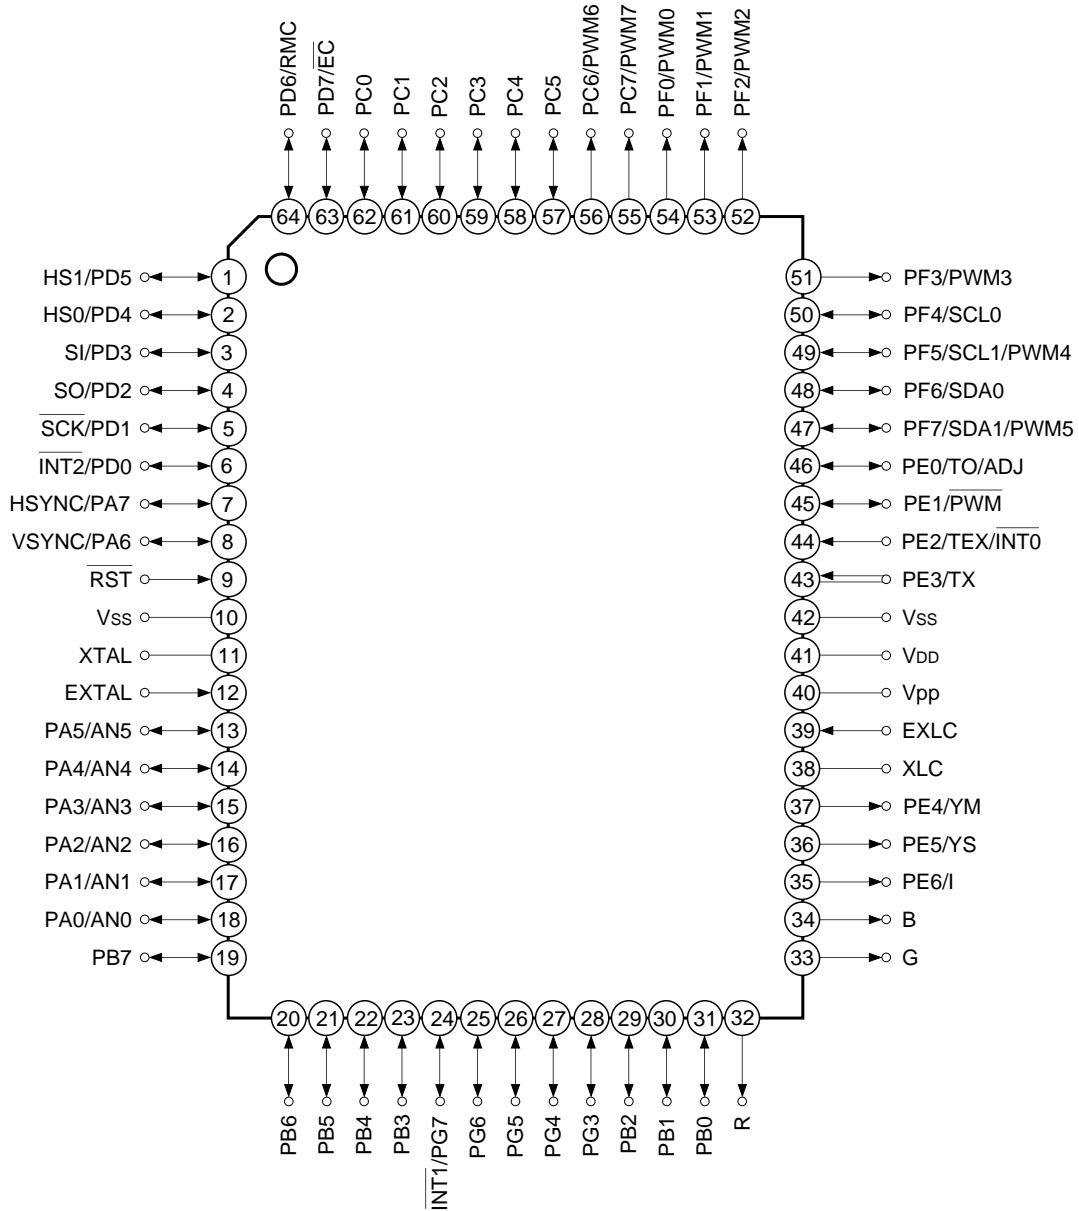 PD6/RMC
PD7/EC
PC0
PC1
PC2
PC3
PC4
PC5
PC6/PWM6
PC7/PWM7
PF0/PWM0
PF1/PWM1
PF2/PWM2
64 63 62 61 60 59 58 57 56 55 54 53 52
HS1/PD5 1
HS0/PD4 2
SI/PD3 3
SO/PD2 4
SCK/PD1 5
INT2/PD0 6
HSYNC/PA7 7
VSYNC/PA6 8
RST 9
Vss 10
XTAL 11
EXTAL 12
PA5/AN5 13
PA4/AN4 14
PA3/AN3 15
PA2/AN2 16
PA1/AN1 17
PA0/AN0 18
PB7 19
51 PF3/PWM3
50 PF4/SCL0
49 PF5/SCL1/PWM4
48 PF6/SDA0
47 PF7/SDA1/PWM5
46 PE0/TO/ADJ
45 PE1/PWM
44 PE2/TEX/INT0
43 PE3/TX
42 Vss
41 VDD
40 Vpp
39 EXLC
38 XLC
37 PE4/YM
36 PE5/YS
35 PE6/I
34 B
33 G
20 21 22 23 24 25 26 27 28 29 30 31 32
PB6
PB5
PB4
PB3
INT1/PG7
PG6
PG5
PG4
PG3
PB2
PB1
PB0
R